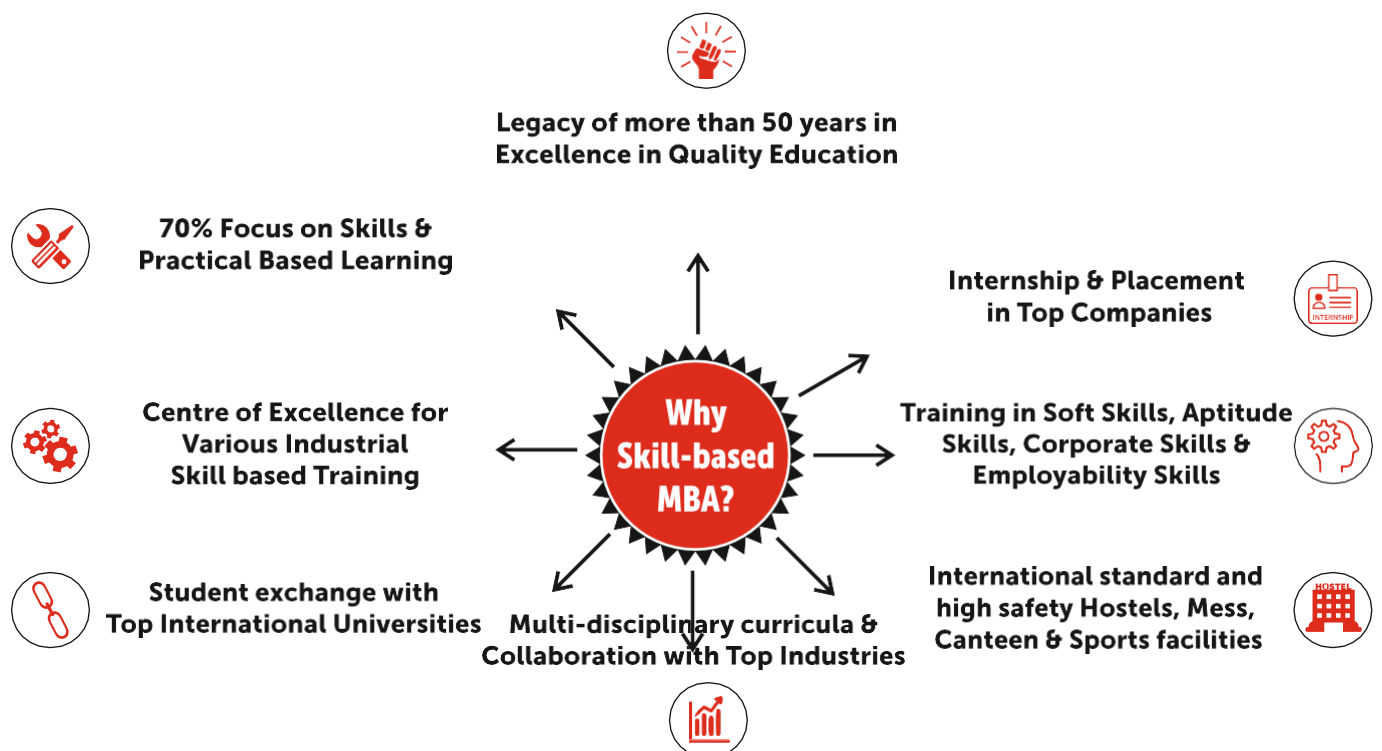 Legacy of more than 50 years in
Excellence in Quality Education
70% Focus on Skills &
Practical Based Learning
Internship & Placement
in Top Companies
INTERNSHIP
Centre of Excellence for
Various Industrial
Skill based Training
Why
Skill-based
MBA?
Training in Soft Skills, Aptitude
Skills, Corporate Skills &
Employability Skills
Student exchange with
Top International Universities
Multi-disciplinary curricula &
Collaboration with Top Industries
International standard and
high safety Hostels, Mess,
Canteen & Sports facilities
HOSTEL